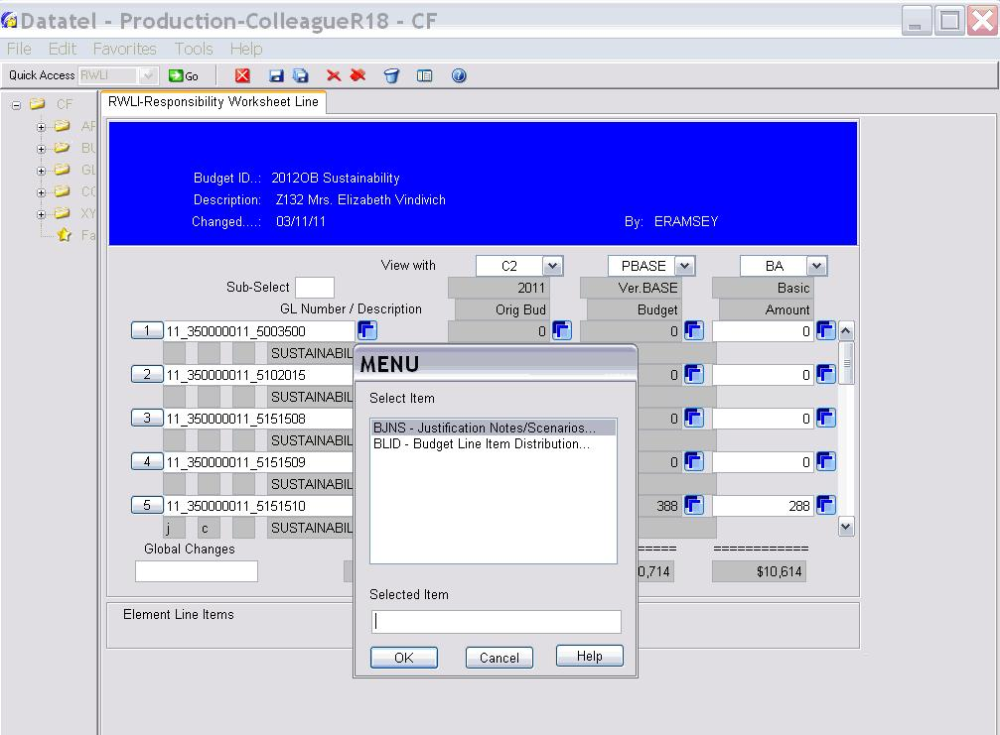 Datatel - Production-ColleagueR18 - CF
File Edit Favorites Tools Help
Quick Access RWLI Go
CF
RWLI-Responsibility Worksheet Line
AF
BU
GL
CO
XY
Fa
Budget ID..: 2012OB Sustainability
Description: Z132 Mrs. Elizabeth Vindivich
Changed....: 03/11/11 By: ERAMSEY
View with C2 PBASE BA
Sub-Select 2011 Ver.BASE Basic
GL Number / Description Orig Bud Budget Amount
1 11_350000011_5003500 0 0 0
SUSTAINABIL
2 11_350000011_5102015 0 0
SUSTAINABIL
3 11_350000011_5151508 0 0
SUSTAINABIL
4 11_350000011_5151509 0 0
SUSTAINABIL
5 11_350000011_5151510 388 288
j c SUSTAINABIL
Global Changes ===== ============
0,714 $10,614
Element Line Items
MENU
Select Item
BJNS - Justification Notes/Scenarios...
BLID - Budget Line Item Distribution...
Selected Item
OK Cancel Help